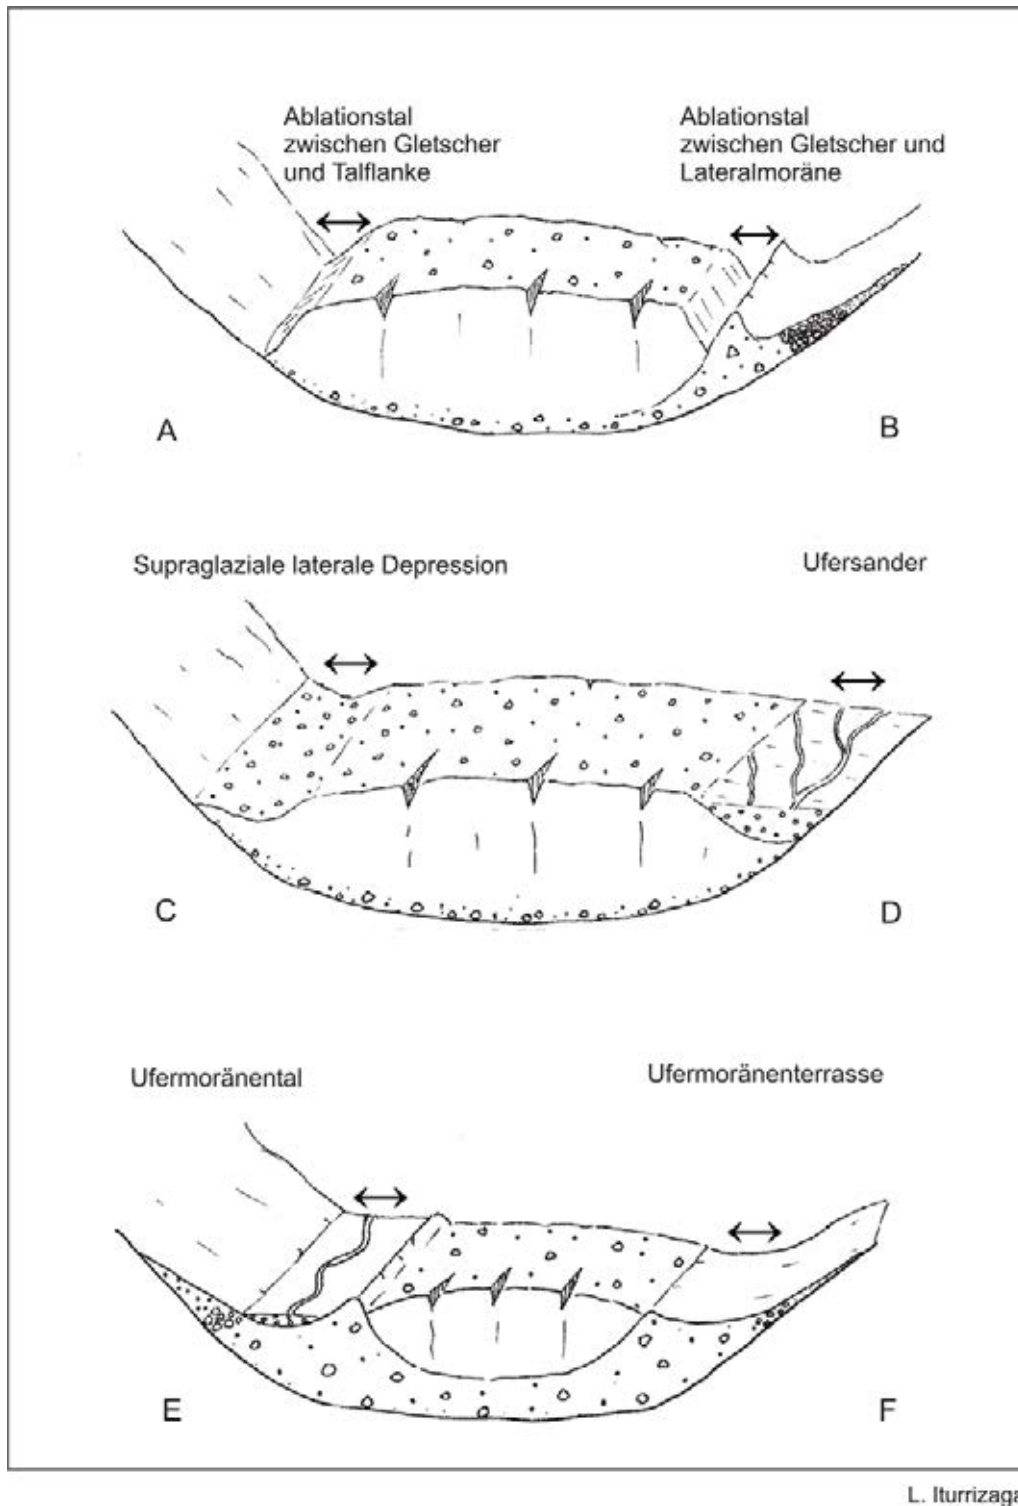 Ablationstal
zwischen Gletscher
und Talflanke
Ablationstal
zwischen Gletscher und
Lateralmoräne
A
B
Supraglaziale laterale Depression
Ufersander
C
D
Ufermoränental
Ufermoränenterrasse
E
F
L. Iturrizaga